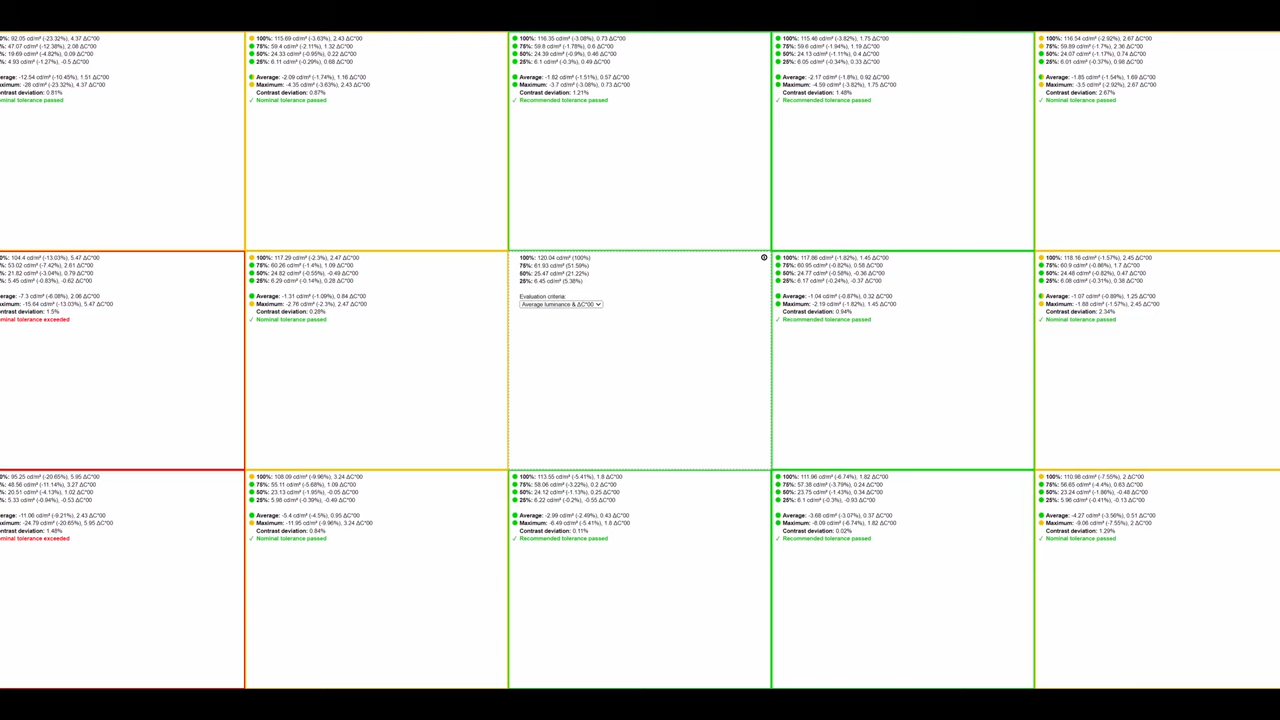 0%: 92.05 cd/m² (-23.32%), 4.37 ΔC*00
%: 47.07 cd/m² (-12.38%), 2.08 ΔC*00
%: 19.69 cd/m² (-4.82%), 0.09 ΔC*00
%: 4.93 cd/m² (-1.27%), -0.5 ΔC*00
verage: -12.54 cd/m² (-10.45%), 1.51 ΔC*00
aximum: -28 cd/m² (-23.32%), 4.37 ΔC*00
ontrast deviation: 0.81%
ominal tolerance passed
100%: 115.69 cd/m² (-3.63%), 2.43 ΔC*00
75%: 59.4 cd/m² (-2.11%), 1.32 ΔC*00
50%: 24.33 cd/m² (-0.95%), 0.22 ΔC*00
25%: 6.11 cd/m² (-0.29%), 0.68 ΔC*00
Average: -2.09 cd/m² (-1.74%), 1.16 ΔC*00
Maximum: -4.35 cd/m² (-3.63%), 2.43 ΔC*00
Contrast deviation: 0.87%
✓ Nominal tolerance passed
100%: 116.35 cd/m² (-3.08%), 0.73 ΔC*00
75%: 59.8 cd/m² (-1.78%), 0.6 ΔC*00
50%: 24.39 cd/m² (-0.9%), 0.46 ΔC*00
25%: 6.1 cd/m² (-0.3%), 0.49 ΔC*00
Average: -1.82 cd/m² (-1.51%), 0.57 ΔC*00
Maximum: -3.7 cd/m² (-3.08%), 0.73 ΔC*00
Contrast deviation: 1.21%
✓ Recommended tolerance passed
100%: 115.46 cd/m² (-3.82%), 1.75 ΔC*00
75%: 59.6 cd/m² (-1.94%), 1.19 ΔC*00
50%: 24.13 cd/m² (-1.11%), 0.4 ΔC*00
25%: 6.05 cd/m² (-0.34%), 0.33 ΔC*00
Average: -2.17 cd/m² (-1.8%), 0.92 ΔC*00
Maximum: -4.59 cd/m² (-3.82%), 1.75 ΔC*00
Contrast deviation: 1.48%
✓ Recommended tolerance passed
100%: 116.54 cd/m² (-2.92%), 2.67 ΔC*00
75%: 59.89 cd/m² (-1.7%), 2.36 ΔC*00
50%: 24.07 cd/m² (-1.17%), 0.74 ΔC*00
25%: 6.01 cd/m² (-0.37%), 0.98 ΔC*00
Average: -1.85 cd/m² (-1.54%), 1.69 ΔC*00
Maximum: -3.5 cd/m² (-2.92%), 2.67 ΔC*00
Contrast deviation: 2.67%
✓ Nominal tolerance passed
0%: 104.4 cd/m² (-13.03%), 5.47 ΔC*00
%: 53.02 cd/m² (-7.42%), 2.61 ΔC*00
%: 21.82 cd/m² (-3.04%), 0.79 ΔC*00
%: 5.45 cd/m² (-0.83%), -0.62 ΔC*00
verage: -7.3 cd/m² (-6.08%), 2.06 ΔC*00
aximum: -15.64 cd/m² (-13.03%), 5.47 ΔC*00
ontrast deviation: 1.5%
ominal tolerance exceeded
100%: 117.29 cd/m² (-2.3%), 2.47 ΔC*00
75%: 60.26 cd/m² (-1.4%), 1.09 ΔC*00
50%: 24.82 cd/m² (-0.55%), -0.49 ΔC*00
25%: 6.29 cd/m² (-0.14%), 0.28 ΔC*00
Average: -1.31 cd/m² (-1.09%), 0.84 ΔC*00
Maximum: -2.76 cd/m² (-2.3%), 2.47 ΔC*00
Contrast deviation: 0.28%
✓ Nominal tolerance passed
100%: 120.04 cd/m² (100%)
75%: 61.93 cd/m² (51.59%)
50%: 25.47 cd/m² (21.22%)
25%: 6.45 cd/m² (5.38%)
Evaluation criteria:
Average luminance & ΔC*00
100%: 117.86 cd/m² (-1.82%), 1.45 ΔC*00
75%: 60.95 cd/m² (-0.82%), 0.58 ΔC*00
50%: 24.77 cd/m² (-0.58%), -0.36 ΔC*00
25%: 6.17 cd/m² (-0.24%), -0.37 ΔC*00
Average: -1.04 cd/m² (-0.87%), 0.32 ΔC*00
Maximum: -2.19 cd/m² (-1.82%), 1.45 ΔC*00
Contrast deviation: 0.94%
✓ Recommended tolerance passed
100%: 118.16 cd/m² (-1.57%), 2.45 ΔC*00
75%: 60.9 cd/m² (-0.86%), 1.7 ΔC*00
50%: 24.48 cd/m² (-0.82%), 0.47 ΔC*00
25%: 6.08 cd/m² (-0.31%), 0.38 ΔC*00
Average: -1.07 cd/m² (-0.89%), 1.25 ΔC*00
Maximum: -1.88 cd/m² (-1.57%), 2.45 ΔC*00
Contrast deviation: 2.34%
✓ Nominal tolerance passed
0%: 95.25 cd/m² (-20.65%), 5.95 ΔC*00
%: 48.56 cd/m² (-11.14%), 3.27 ΔC*00
%: 20.51 cd/m² (-4.13%), 1.02 ΔC*00
%: 5.33 cd/m² (-0.94%), -0.53 ΔC*00
verage: -11.06 cd/m² (-9.21%), 2.43 ΔC*00
aximum: -24.79 cd/m² (-20.65%), 5.95 ΔC*00
ontrast deviation: 1.48%
ominal tolerance exceeded
100%: 108.09 cd/m² (-9.96%), 3.24 ΔC*00
75%: 55.11 cd/m² (-5.68%), 1.09 ΔC*00
50%: 23.13 cd/m² (-1.95%), -0.05 ΔC*00
25%: 5.98 cd/m² (-0.39%), -0.49 ΔC*00
Average: -5.4 cd/m² (-4.5%), 0.95 ΔC*00
Maximum: -11.95 cd/m² (-9.96%), 3.24 ΔC*00
Contrast deviation: 0.84%
✓ Nominal tolerance passed
100%: 113.55 cd/m² (-5.41%), 1.8 ΔC*00
75%: 58.06 cd/m² (-3.22%), 0.2 ΔC*00
50%: 24.12 cd/m² (-1.13%), 0.25 ΔC*00
25%: 6.22 cd/m² (-0.2%), -0.55 ΔC*00
Average: -2.99 cd/m² (-2.49%), 0.43 ΔC*00
Maximum: -6.49 cd/m² (-5.41%), 1.8 ΔC*00
Contrast deviation: 0.11%
✓ Recommended tolerance passed
100%: 111.96 cd/m² (-6.74%), 1.82 ΔC*00
75%: 57.38 cd/m² (-3.79%), 0.24 ΔC*00
50%: 23.75 cd/m² (-1.43%), 0.34 ΔC*00
25%: 6.1 cd/m² (-0.3%), -0.93 ΔC*00
Average: -3.68 cd/m² (-3.07%), 0.37 ΔC*00
Maximum: -8.09 cd/m² (-6.74%), 1.82 ΔC*00
Contrast deviation: 0.02%
✓ Recommended tolerance passed
100%: 110.98 cd/m² (-7.55%), 2 ΔC*00
75%: 56.65 cd/m² (-4.4%), 0.63 ΔC*00
50%: 23.24 cd/m² (-1.86%), -0.48 ΔC*00
25%: 5.96 cd/m² (-0.41%), -0.13 ΔC*00
Average: -4.27 cd/m² (-3.56%), 0.51 ΔC*00
Maximum: -9.06 cd/m² (-7.55%), 2 ΔC*00
Contrast deviation: 1.29%
✓ Nominal tolerance passed